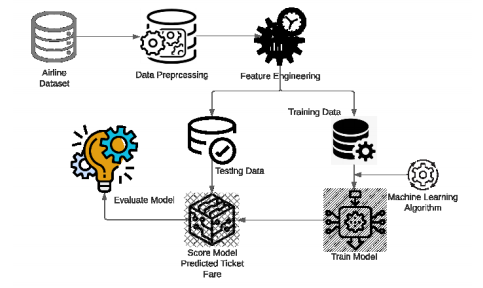 Airline
Dataset
Data Preprcessing
Feature Engineering
Training Data
Testing Data
Machine Learning
Algorithm
Evaluate Model
Train Model
Score Model
Predicted Ticket
Fare